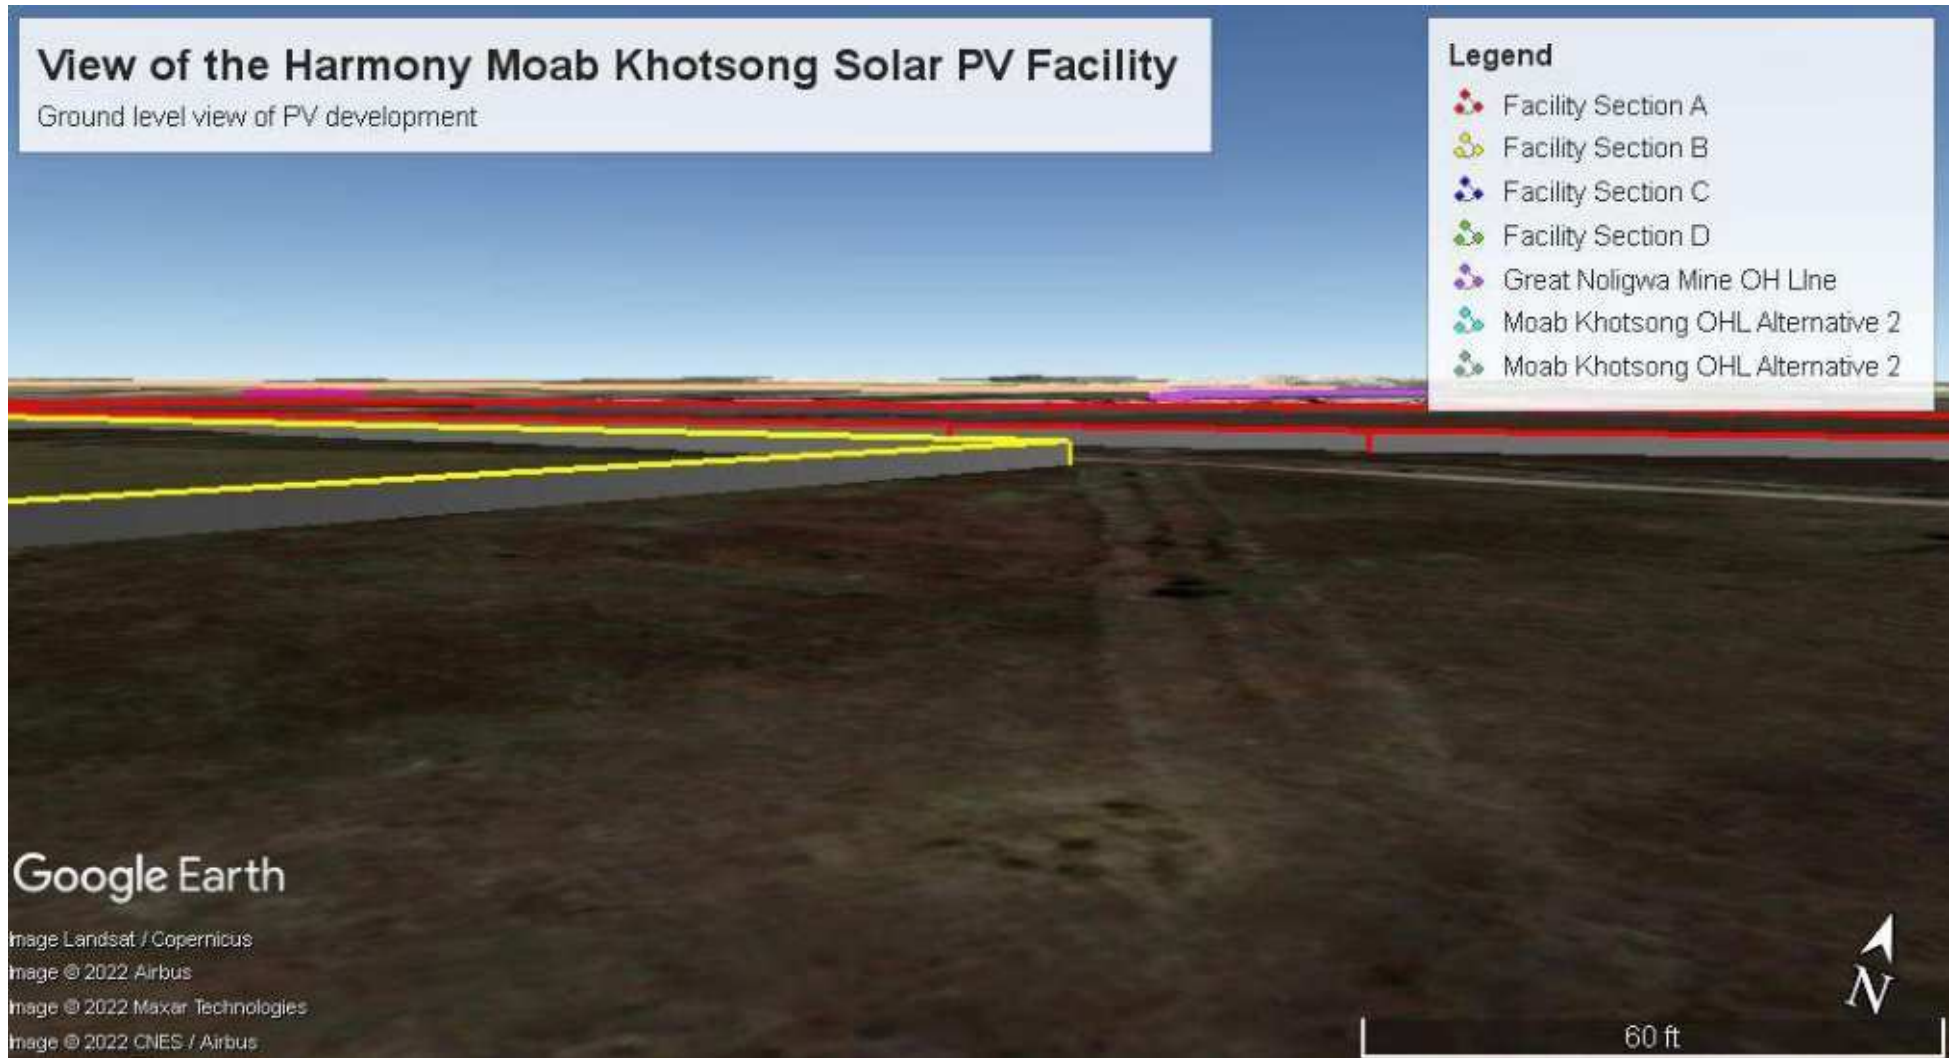 View of the Harmony Moab Khotsong Solar PV Facility
Ground level view of PV development
Legend
Facility Section A
Facility Section B
Facility Section C
Facility Section D
Great Noligwa Mine OH LIne
Moab Khotsong OHL Alternative 2
Moab Khotsong OHL Alternative 2
Google Earth
Image Landsat / Copernicus
Image © 2022 Airbus
Image © 2022 Maxar Technologies
Image © 2022 CNES / Airbus
N
60 ft